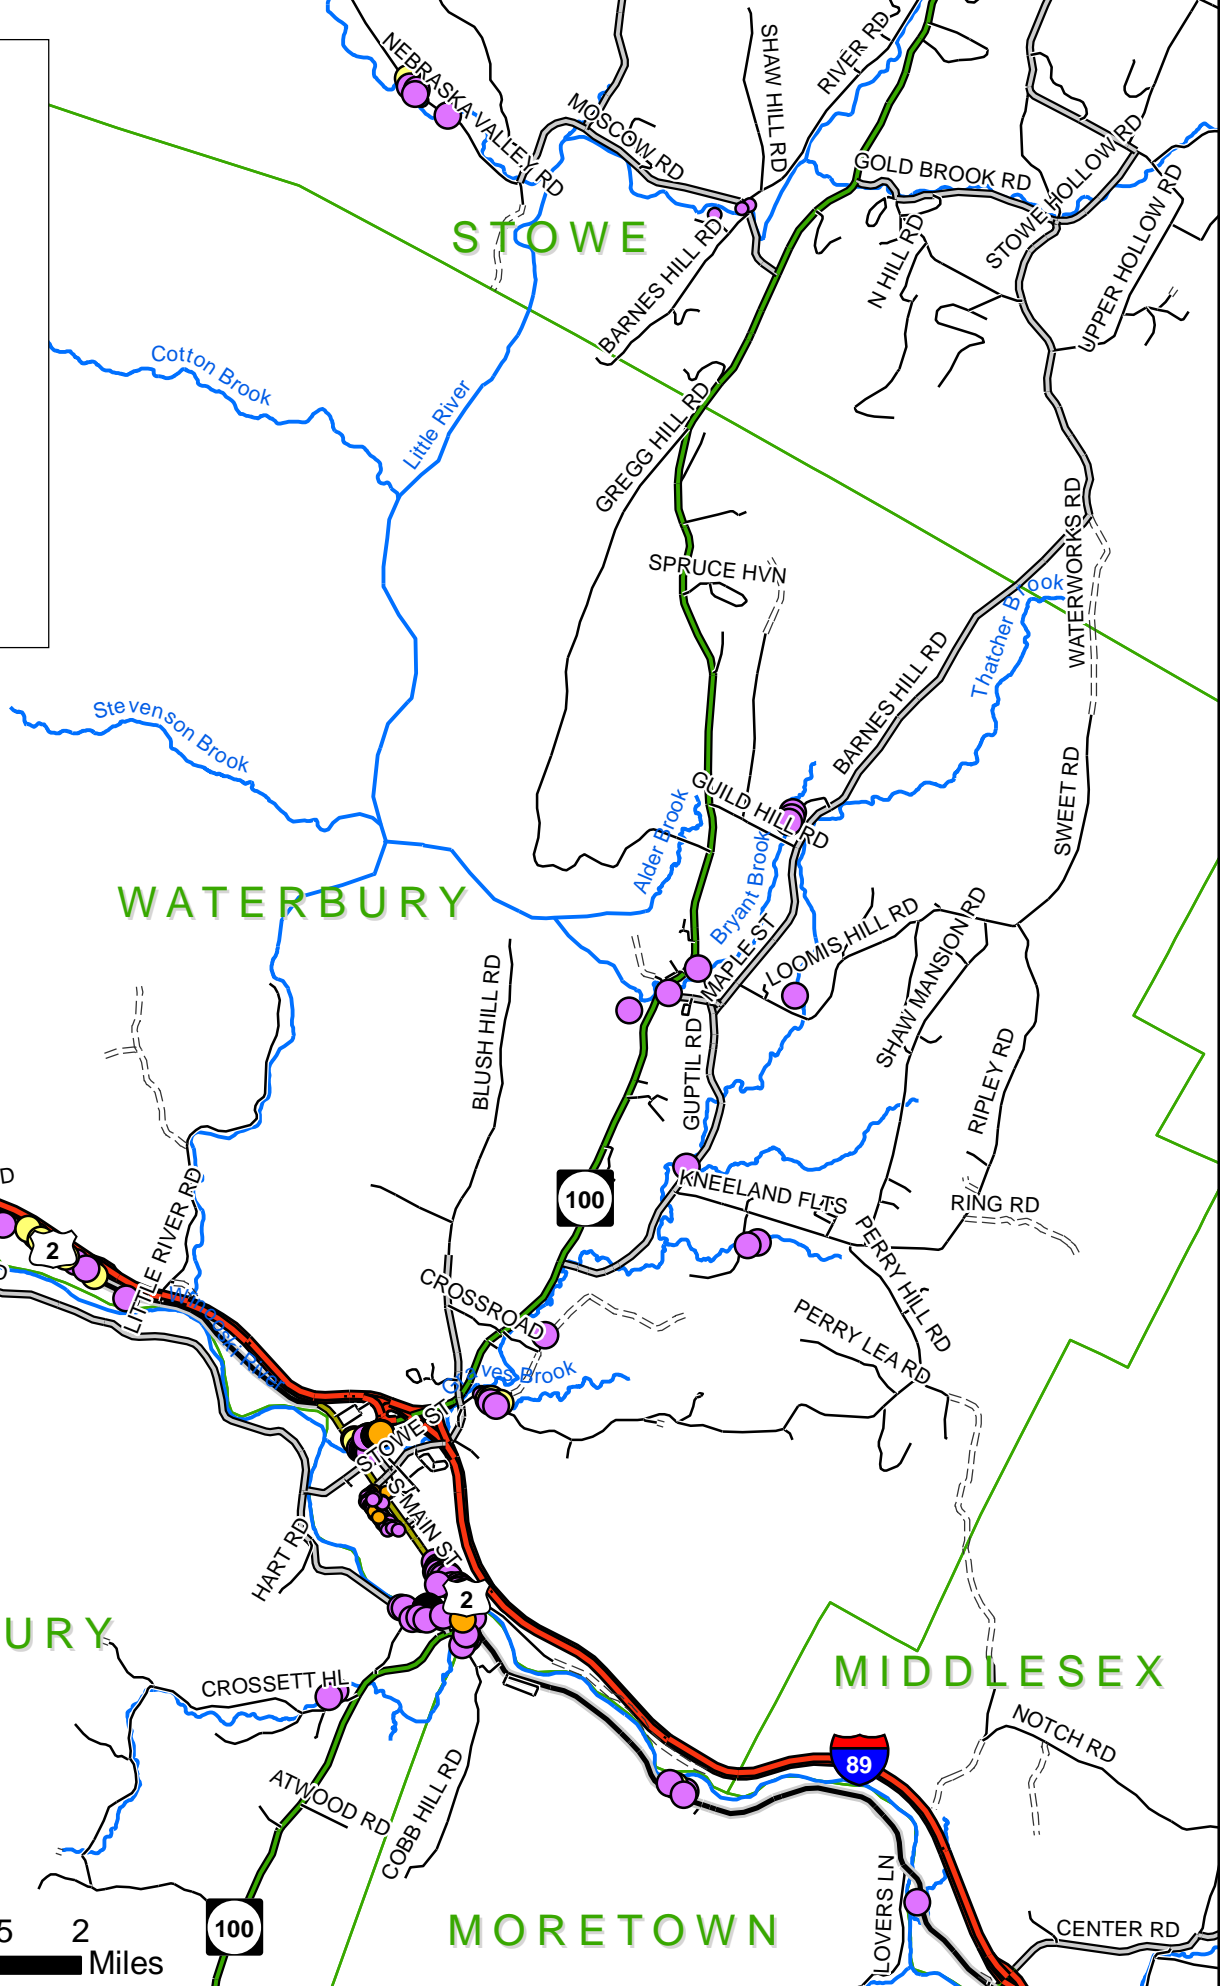 NEBRASKA VALLEY RD
MOSCOW RD
SHAW HILL RD
RIVER RD
GOLD BROOK RD
STOWE HOLLOW RD
UPPER HOLLOW RD
N HILL RD
STOWE
BARNES HILL RD
Cotton Brook
Little River
GREGG HILL RD
SPRUCE HVN
WATERWORKS RD
Thatcher Brook
BARNES HILL RD
Stevenson Brook
SWEET RD
GUILD HILL RD
Alder Brook
Bryant Brook
WATERBURY
MAPLE ST
LOOMIS HILL RD
SHAW MANSION RD
BLUSH HILL RD
GUPTIL RD
RIPLEY RD
D
LITTLE RIVER RD
100
KNEELAND FLTS
RING RD
2
PERRY HILL RD
CROSSROAD
PERRY LEA RD
Winooski River
Graves Brook
STOWE ST
S MAIN ST
HART RD
2
URY
MIDDLESEX
CROSSETT HL
NOTCH RD
89
ATWOOD RD
COBB HILL RD
LOVERS LN
100
MORETOWN
CENTER RD
5 2
Miles